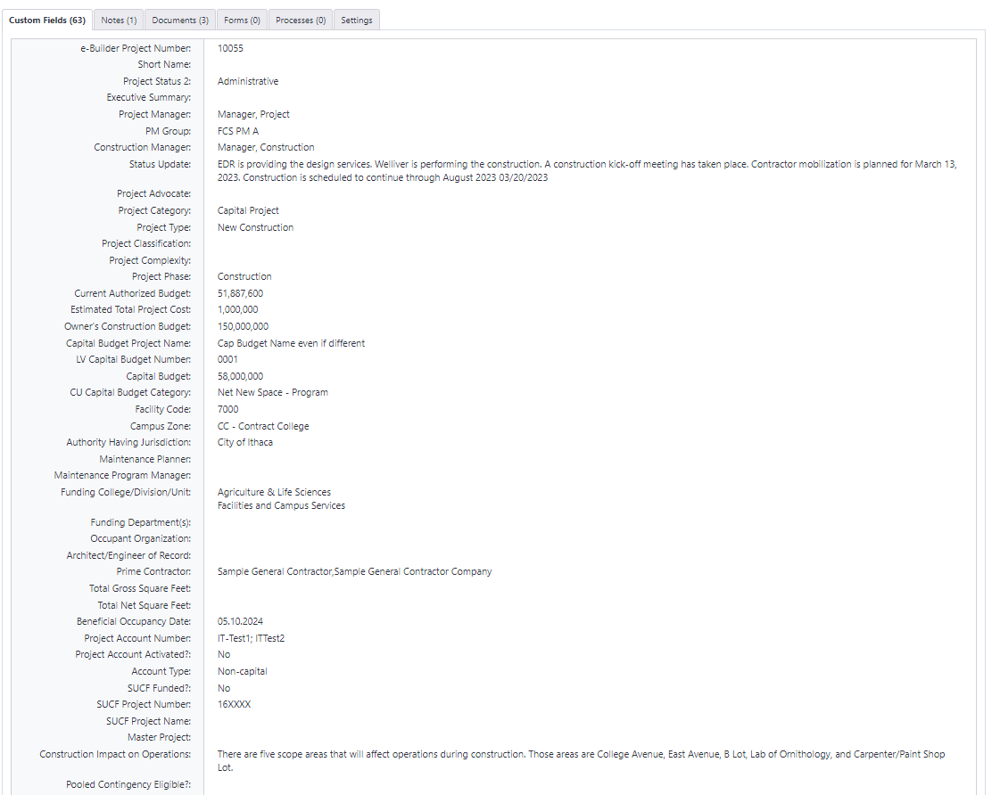 Custom Fields (63) Notes (1) Documents (3) Forms (0) Processes (0) Settings
e-Builder Project Number: 10055
Short Name:
Project Status 2: Administrative
Executive Summary:
Project Manager: Manager, Project
PM Group: FCS PM A
Construction Manager: Manager, Construction
Status Update: EDR is providing the design services. Welliver is performing the construction. A construction kick-off meeting has taken place. Contractor mobilization is planned for March 13,
2023. Construction is scheduled to continue through August 2023 03/20/2023
Project Advocate:
Project Category: Capital Project
Project Type: New Construction
Project Classification:
Project Complexity:
Project Phase: Construction
Current Authorized Budget: 51,887,600
Estimated Total Project Cost: 1,000,000
Owner's Construction Budget: 150,000,000
Capital Budget Project Name: Cap Budget Name even if different
LV Capital Budget Number: 0001
Capital Budget: 58,000,000
CU Capital Budget Category: Net New Space - Program
Facility Code: 7000
Campus Zone: CC - Contract College
Authority Having Jurisdiction: City of Ithaca
Maintenance Planner:
Maintenance Program Manager:
Funding College/Division/Unit: Agriculture & Life Sciences
Facilities and Campus Services
Funding Department(s):
Occupant Organization:
Architect/Engineer of Record:
Prime Contractor: Sample General Contractor,Sample General Contractor Company
Total Gross Square Feet:
Total Net Square Feet:
Beneficial Occupancy Date: 05.10.2024
Project Account Number: IT-Test1; ITTest2
Project Account Activated?: No
Account Type: Non-capital
SUCF Funded?: No
SUCF Project Number: 16XXXX
SUCF Project Name:
Master Project:
Construction Impact on Operations: There are five scope areas that will affect operations during construction. Those areas are College Avenue, East Avenue, B Lot, Lab of Ornithology, and Carpenter/Paint Shop
Lot.
Pooled Contingency Eligible?: